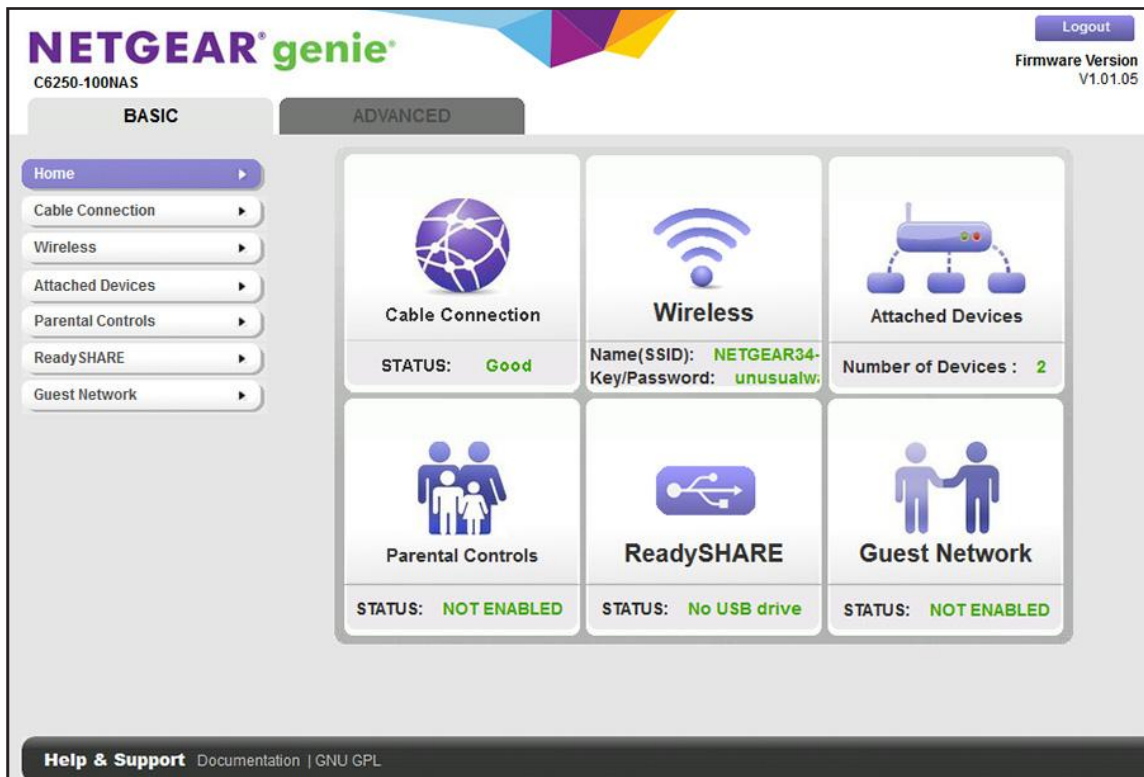 NETGEAR® genie®
Logout
Firmware Version
V1.01.05
C6250-100NAS
BASIC
ADVANCED
Home
Cable Connection
Wireless
Attached Devices
Parental Controls
ReadySHARE
Guest Network
Cable Connection
STATUS: Good
Wireless
Name(SSID): NETGEAR34-
Key/Password: unusualw
Attached Devices
Number of Devices : 2
Parental Controls
STATUS: NOT ENABLED
ReadySHARE
STATUS: No USB drive
Guest Network
STATUS: NOT ENABLED
Help & Support Documentation | GNU GPL